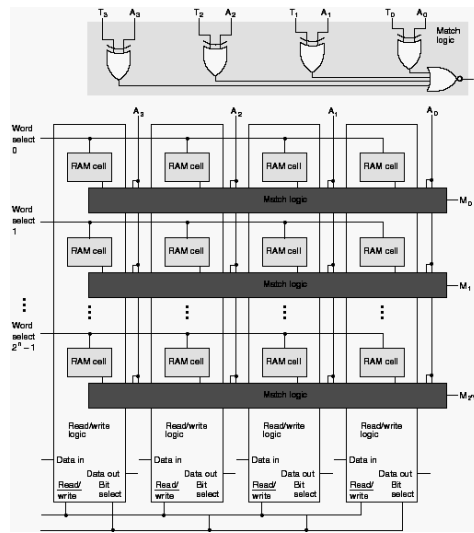 T3 A3 T2 A2 T1 A1 T0 A0
Match logic
A3 A2 A1 A0
Word select 0
RAM cell RAM cell RAM cell RAM cell
Match logic M0
Word select 1
RAM cell RAM cell RAM cell RAM cell
Match logic M1
Word select 2^n − 1
RAM cell RAM cell RAM cell RAM cell
Match logic
Read/write logic Read/write logic Read/write logic Read/write logic
Data in Data in Data in Data in
Data out Data out Data out Data out
Read/write Bit select Read/write Bit select Read/write Bit select Read/write Bit select